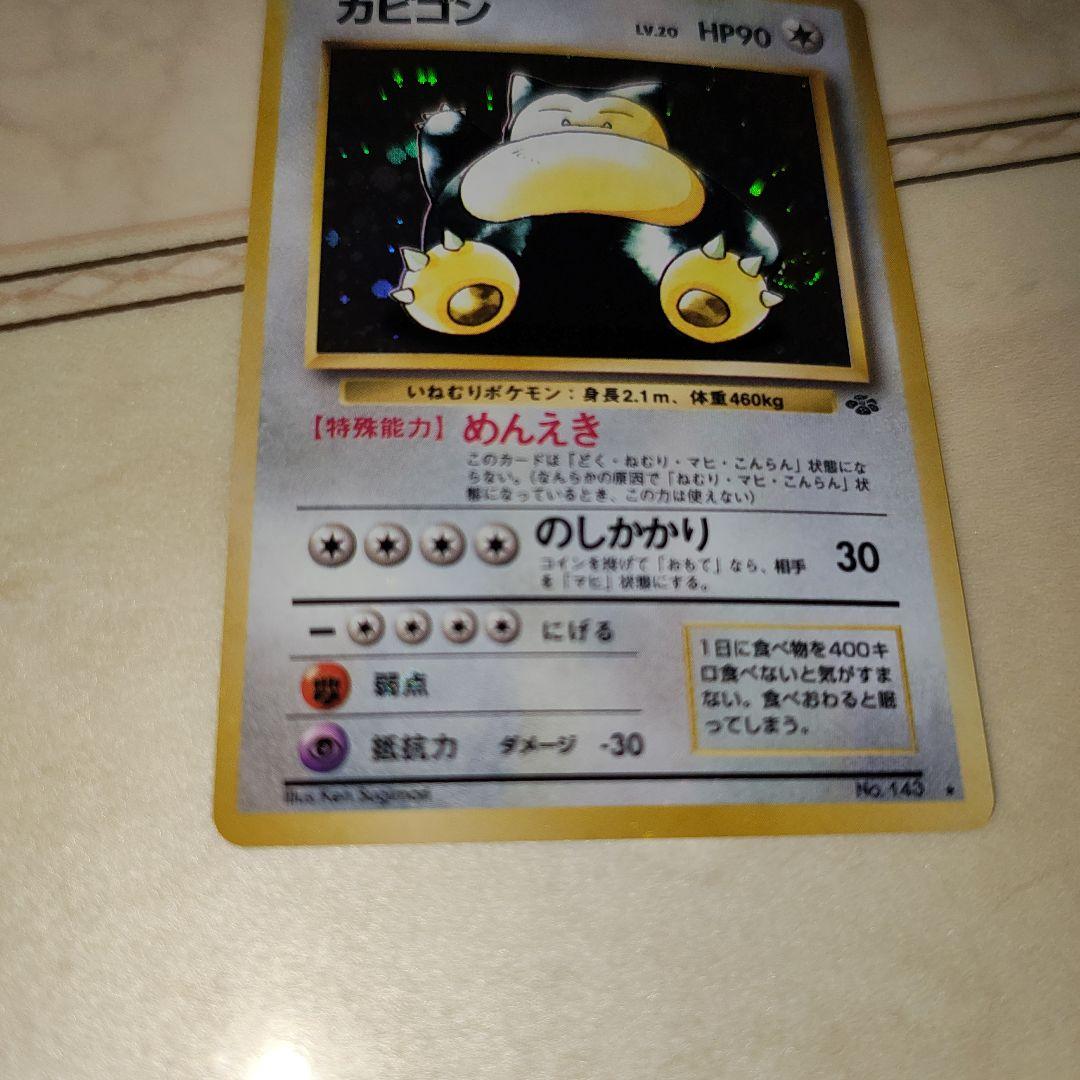 カビゴン
LV.20 HP90
いねむりポケモン：身長2.1m、体重460kg
【特殊能力】めんえき
このカードは「どく・ねむり・マヒ・こんらん」状態にな
らない。（なんらかの原因で「ねむり・マヒ・こんらん」状
態になっているとき、この力は使えない）
のしかかり 30
コインを投げて「おもて」なら、相手
を「マヒ」状態にする。
にげる
弱点
抵抗力 ダメージ -30
1日に食べ物を400キ
ロ食べないと気がすま
ない。食べおわると眠
ってしまう。
Illus. Ken Sugimori
No.143 ★